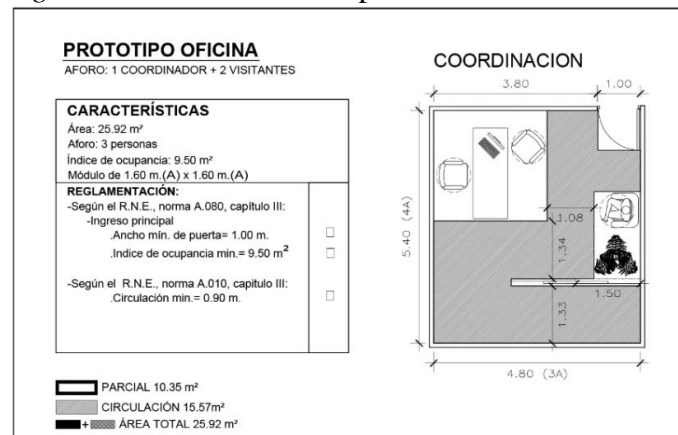 PROTOTIPO OFICINA
AFORO: 1 COORDINADOR + 2 VISITANTES
CARACTERÍSTICAS
Área: 25.92 m²
Aforo: 3 personas
Índice de ocupancia: 9.50 m²
Módulo de 1.60 m.(A) x 1.60 m.(A)
REGLAMENTACIÓN:
-Según el R.N.E., norma A.080, capítulo III:
-Ingreso principal
.Ancho mín. de puerta= 1.00 m.
.Indice de ocupancia min.= 9.50 m²
-Según el R.N.E., norma A.010, capitulo III:
.Circulación min.= 0.90 m.
PARCIAL 10.35 m²
CIRCULACIÓN 15.57m²
+ ÁREA TOTAL 25.92 m²
COORDINACION
3.80
1.00
5.40 (4A)
1.08
1.34
1.50
1.33
4.80 (3A)